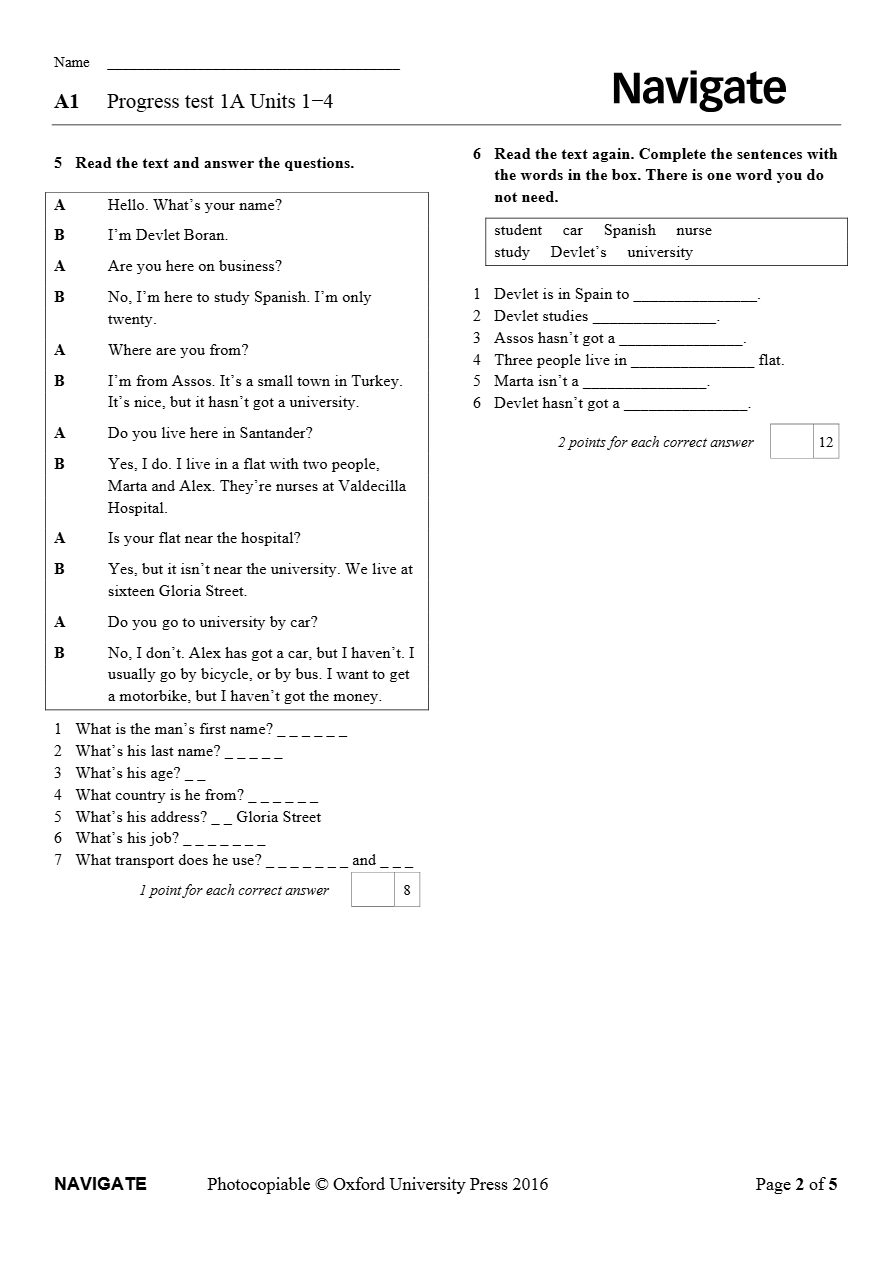 Name ___________________________________
Navigate
A1 Progress test 1A Units 1–4
5 Read the text and answer the questions.
A Hello. What's your name?
B I'm Devlet Boran.
A Are you here on business?
B No, I'm here to study Spanish. I'm only
twenty.
A Where are you from?
B I'm from Assos. It's a small town in Turkey.
It's nice, but it hasn't got a university.
A Do you live here in Santander?
B Yes, I do. I live in a flat with two people,
Marta and Alex. They're nurses at Valdecilla
Hospital.
A Is your flat near the hospital?
B Yes, but it isn't near the university. We live at
sixteen Gloria Street.
A Do you go to university by car?
B No, I don't. Alex has got a car, but I haven't. I
usually go by bicycle, or by bus. I want to get
a motorbike, but I haven't got the money.
1 What is the man's first name? _ _ _ _ _ _
2 What's his last name? _ _ _ _ _
3 What's his age? _ _
4 What country is he from? _ _ _ _ _ _
5 What's his address? _ _ Gloria Street
6 What's his job? _ _ _ _ _ _ _
7 What transport does he use? _ _ _ _ _ _ _ and _ _ _
1 point for each correct answer 8
6 Read the text again. Complete the sentences with
the words in the box. There is one word you do
not need.
student car Spanish nurse
study Devlet's university
1 Devlet is in Spain to _______________.
2 Devlet studies _______________.
3 Assos hasn't got a _______________.
4 Three people live in _______________ flat.
5 Marta isn't a _______________.
6 Devlet hasn't got a _______________.
2 points for each correct answer 12
NAVIGATE Photocopiable © Oxford University Press 2016 Page 2 of 5